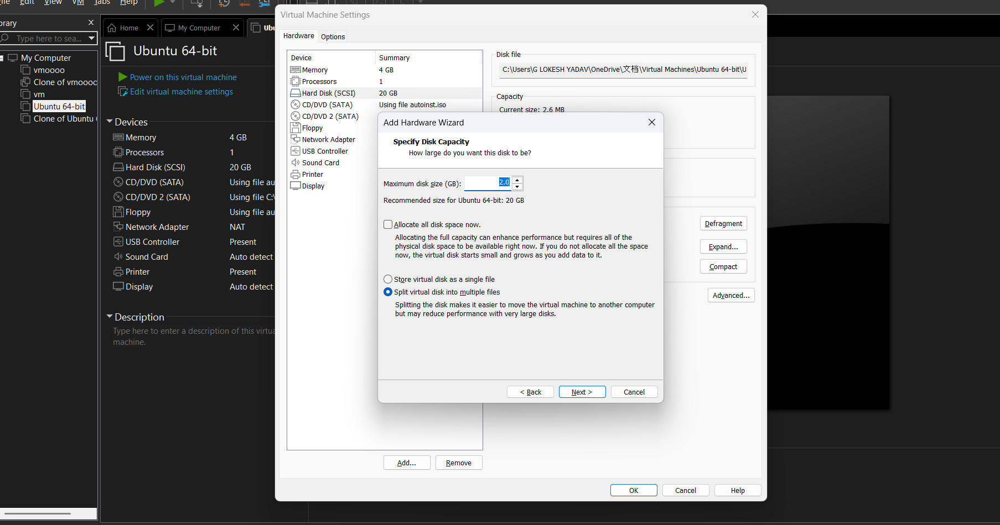 File Edit View VM Tabs Help
Library
Type here to sea...
My Computer
vmoooo
Clone of vmoooo
vm
Ubuntu 64-bit
Clone of Ubuntu
Home
My Computer
Ubu
Ubuntu 64-bit
Power on this virtual machine
Edit virtual machine settings
Devices
Memory 4 GB
Processors 1
Hard Disk (SCSI) 20 GB
CD/DVD (SATA) Using file au
CD/DVD 2 (SATA) Using file C:\
Floppy Using file au
Network Adapter NAT
USB Controller Present
Sound Card Auto detect
Printer Present
Display Auto detect
Description
Type here to enter a description of this virtua
machine.
Virtual Machine Settings
Hardware Options
Device Summary
Memory 4 GB
Processors 1
Hard Disk (SCSI) 20 GB
CD/DVD (SATA) Using file autoinst.iso
CD/DVD 2 (SATA)
Floppy
Network Adapter
USB Controller
Sound Card
Printer
Display
Add... Remove
Disk file
C:\Users\G LOKESH YADAV\OneDrive\文档\Virtual Machines\Ubuntu 64-bit\U
Capacity
Current size: 2.6 MB
Defragment
Expand...
Compact
Advanced...
OK Cancel Help
Add Hardware Wizard
Specify Disk Capacity
How large do you want this disk to be?
Maximum disk size (GB): 2.0
Recommended size for Ubuntu 64-bit: 20 GB
Allocate all disk space now.
Allocating the full capacity can enhance performance but requires all of the
physical disk space to be available right now. If you do not allocate all the space
now, the virtual disk starts small and grows as you add data to it.
Store virtual disk as a single file
Split virtual disk into multiple files
Splitting the disk makes it easier to move the virtual machine to another computer
but may reduce performance with very large disks.
< Back Next > Cancel